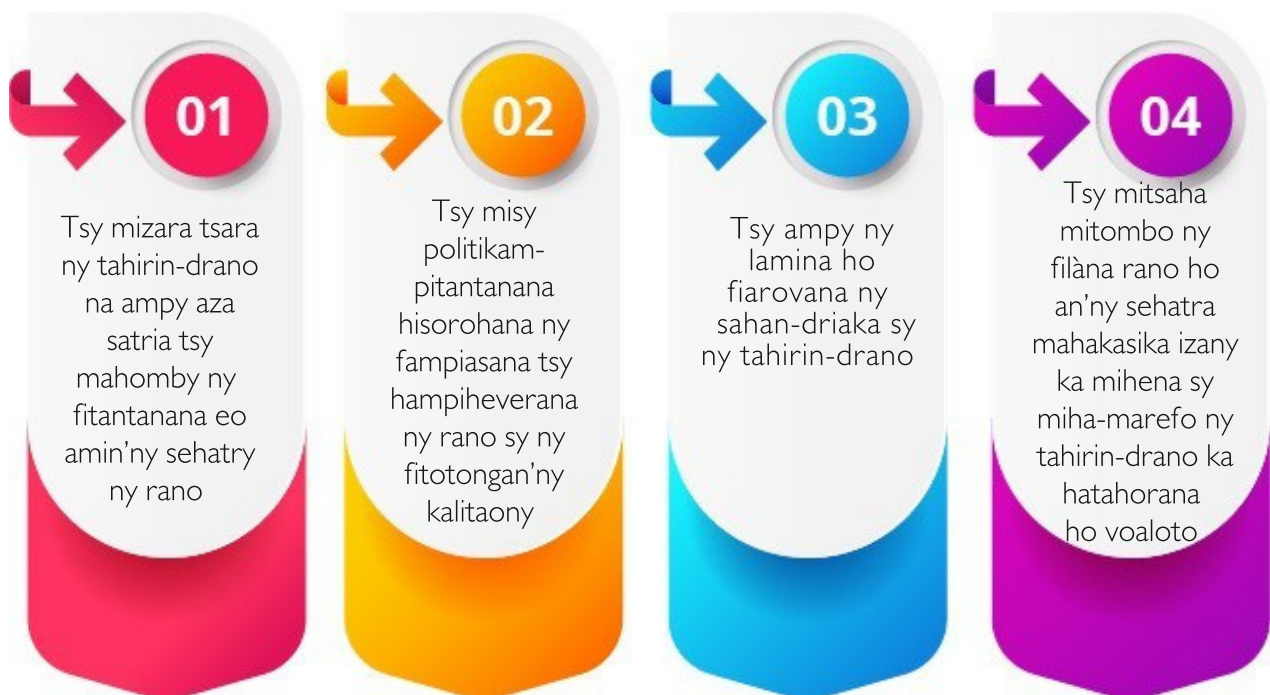 01
Tsy mizara tsara
ny tahirin-drano
na ampy aza
satria tsy
mahomby ny
fitantanana eo
amin'ny sehatry
ny rano
02
Tsy misy
politikam-
pitantanana
hisorohana ny
fampiasana tsy
hampiheverana
ny rano sy ny
fitotongan'ny
kalitaony
03
Tsy ampy ny
lamina ho
fiarovana ny
sahan-driaka sy
ny tahirin-drano
04
Tsy mitsaha
mitombo ny
filàna rano ho
an'ny sehatra
mahakasika izany
ka mihena sy
miha-marefo ny
tahirin-drano ka
hatahorana
ho voaloto